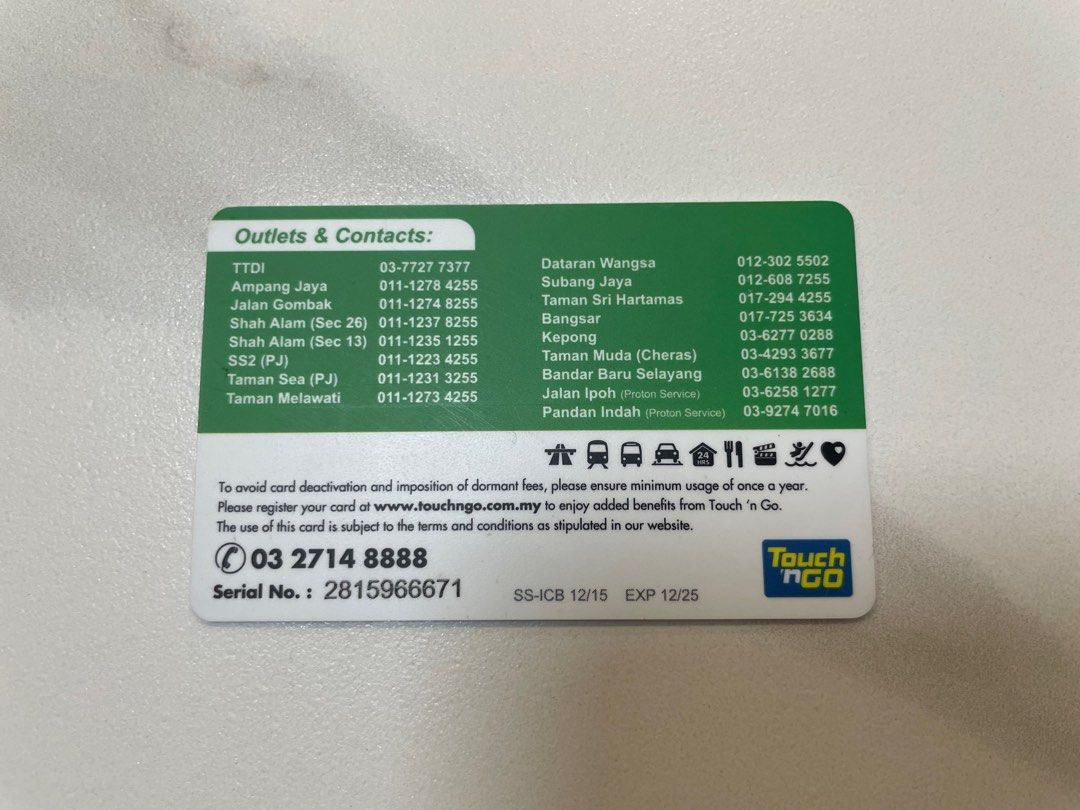 Outlets & Contacts:
TTDI 03-7727 7377
Ampang Jaya 011-1278 4255
Jalan Gombak 011-1274 8255
Shah Alam (Sec 26) 011-1237 8255
Shah Alam (Sec 13) 011-1235 1255
SS2 (PJ) 011-1223 4255
Taman Sea (PJ) 011-1231 3255
Taman Melawati 011-1273 4255
Dataran Wangsa 012-302 5502
Subang Jaya 012-608 7255
Taman Sri Hartamas 017-294 4255
Bangsar 017-725 3634
Kepong 03-6277 0288
Taman Muda (Cheras) 03-4293 3677
Bandar Baru Selayang 03-6138 2688
Jalan Ipoh (Proton Service) 03-6258 1277
Pandan Indah (Proton Service) 03-9274 7016
24
HRS
To avoid card deactivation and imposition of dormant fees, please ensure minimum usage of once a year.
Please register your card at www.touchngo.com.my to enjoy added benefits from Touch 'n Go.
The use of this card is subject to the terms and conditions as stipulated in our website.
03 2714 8888
Serial No. : 2815966671 SS-ICB 12/15 EXP 12/25
Touch
'n GO